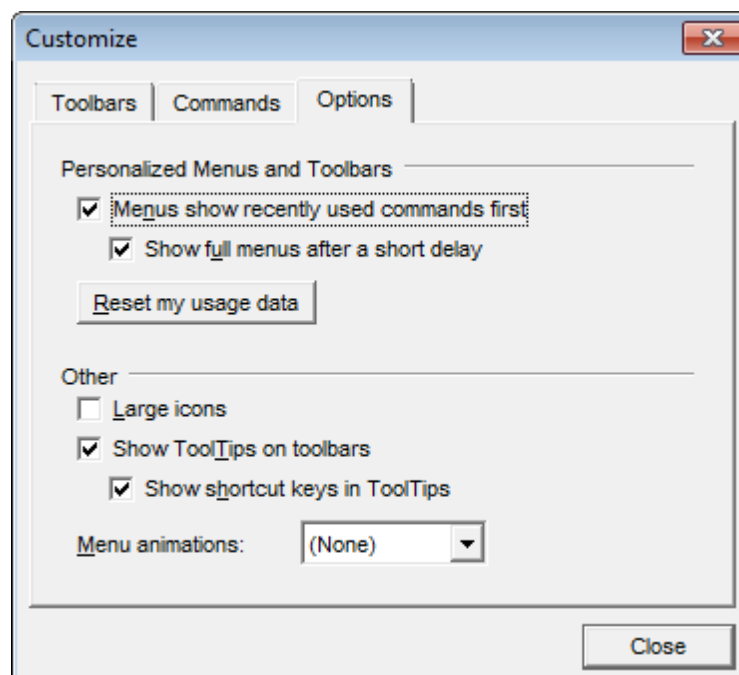 Customize
Toolbars Commands Options
Personalized Menus and Toolbars
Menus show recently used commands first
Show full menus after a short delay
Reset my usage data
Other
Large icons
Show ToolTips on toolbars
Show shortcut keys in ToolTips
Menu animations: (None)
Close